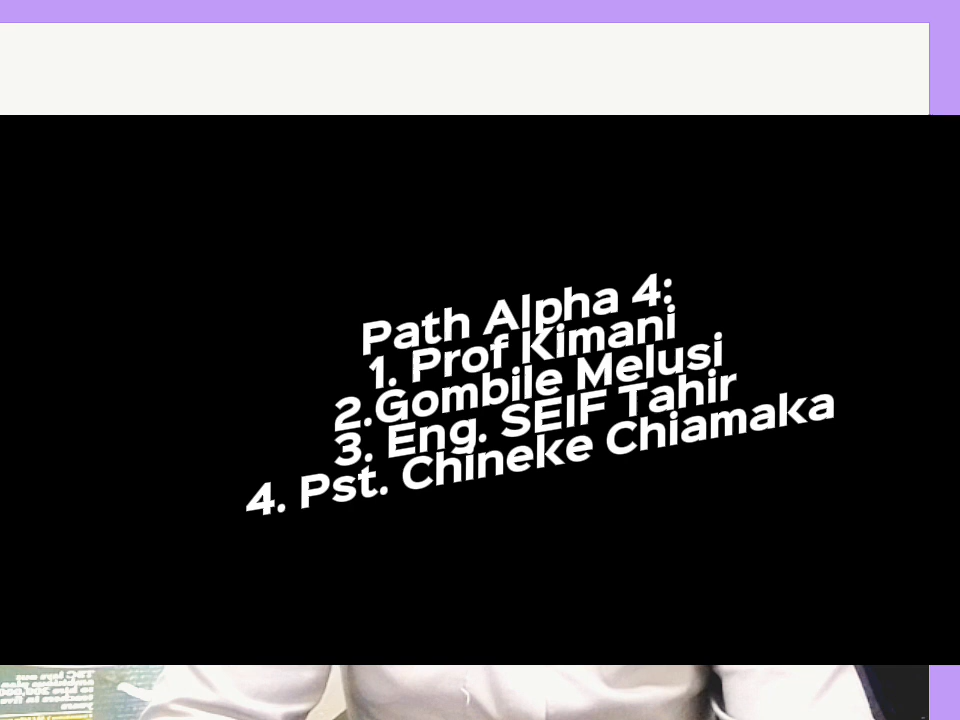 Path Alpha 4:
1. Prof Kimani
2.Gombile Melusi
3. Eng. SEIF Tahir
4. Pst. Chineke Chiamaka